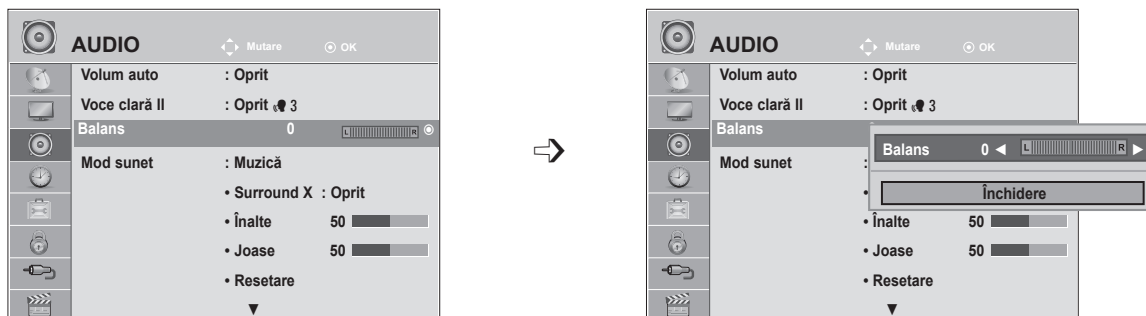 AUDIO Mutare OK
Volum auto : Oprit
Voce clară II : Oprit 3
Balans 0 L R
Mod sunet : Muzică
• Surround X : Oprit
• Înalte 50
• Joase 50
• Resetare
▼
AUDIO Mutare OK
Volum auto : Oprit
Voce clară II : Oprit 3
Balans
Mod sunet :
Balans 0 ◄ L R ►
Închidere
•
• Înalte 50
• Joase 50
• Resetare
▼